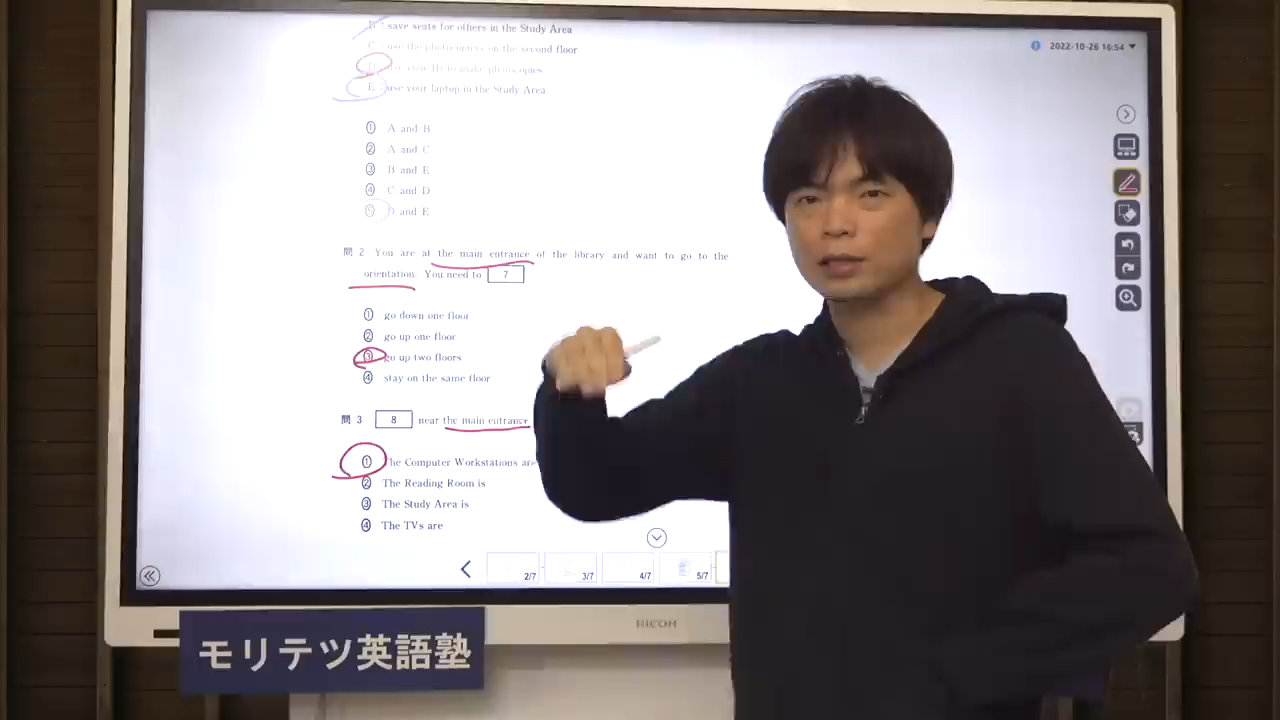 B : save seats for others in the Study Area
C : use the photocopiers on the second floor
D : use your ID to make photocopies
E : use your laptop in the Study Area
① A and B
② A and C
③ B and E
④ C and D
⑤ D and E
問 2 You are at the main entrance of the library and want to go to the
orientation. You need to 7
① go down one floor
② go up one floor
③ go up two floors
④ stay on the same floor
問 3 8 near the main entrance
① The Computer Workstations are
② The Reading Room is
③ The Study Area is
④ The TVs are
2022-10-26 16:54
2/7 3/7 4/7 5/7
RICOH
モリテツ英語塾